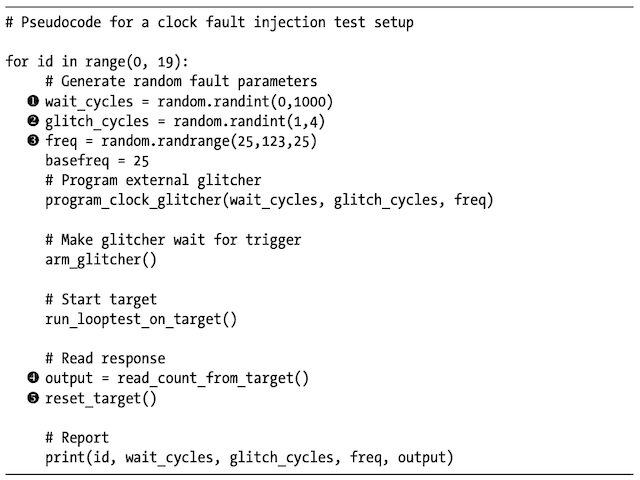 # Pseudocode for a clock fault injection test setup
for id in range(0, 19):
# Generate random fault parameters
❶ wait_cycles = random.randint(0,1000)
❷ glitch_cycles = random.randint(1,4)
❸ freq = random.randrange(25,123,25)
basefreq = 25
# Program external glitcher
program_clock_glitcher(wait_cycles, glitch_cycles, freq)
# Make glitcher wait for trigger
arm_glitcher()
# Start target
run_looptest_on_target()
# Read response
❹ output = read_count_from_target()
❺ reset_target()
# Report
print(id, wait_cycles, glitch_cycles, freq, output)